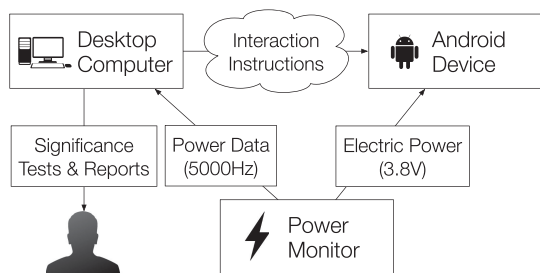 Desktop
Computer
Interaction
Instructions
Android
Device
Significance
Tests & Reports
Power Data
(5000Hz)
Electric Power
(3.8V)
Power
Monitor